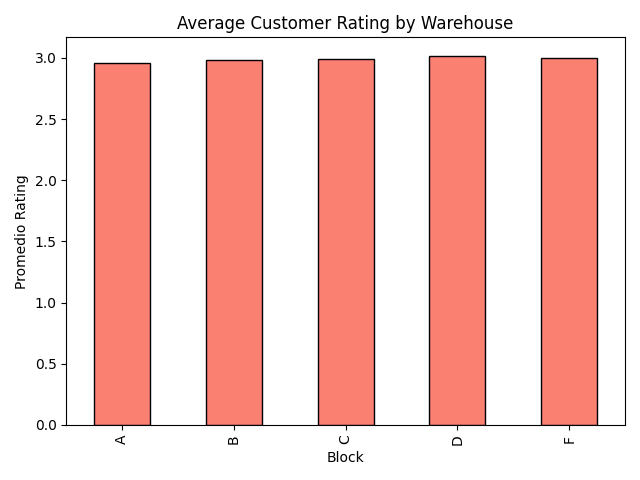 Average Customer Rating by Warehouse
Promedio Rating
3.0
2.5
2.0
1.5
1.0
0.5
0.0
A
B
C
D
F
Block